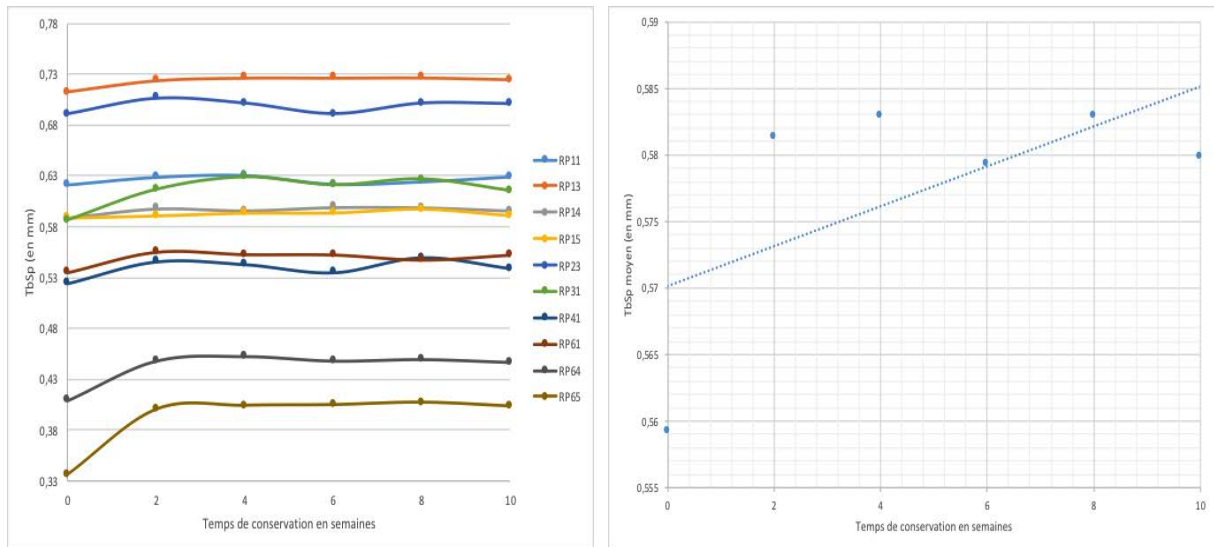 0,78
0,73
0,68
0,63
0,58
0,53
0,48
0,43
0,38
0,33
TbSp (en mm)
0 2 4 6 8 10
Temps de conservation en semaines
RP11
RP13
RP14
RP15
RP23
RP31
RP41
RP61
RP64
RP65
0,59
0,585
0,58
0,575
0,57
0,565
0,56
0,555
TbSp moyen (en mm)
0 2 4 6 8 10
Temps de conservation en semaines